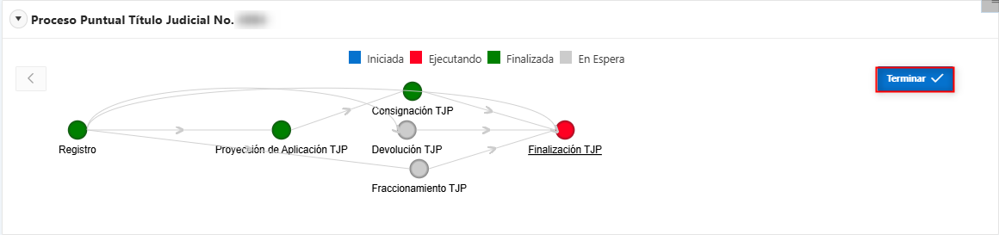 Proceso Puntual Título Judicial No.
Iniciada Ejecutando Finalizada En Espera
Terminar
Consignación TJP
Registro
Proyección de Aplicación TJP
Devolución TJP
Finalización TJP
Fraccionamiento TJP